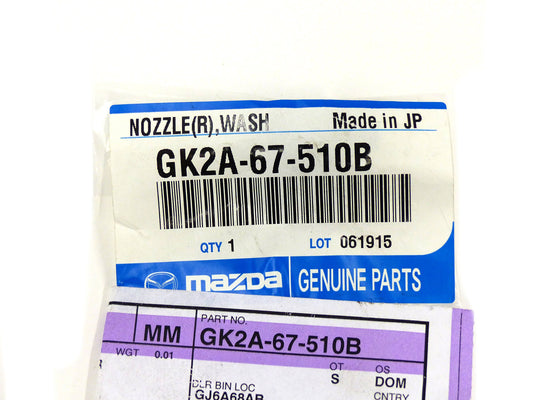 NOZZLE(R),WASH Made in JP
GK2A-67-510B
QTY 1 LOT 061915
mazda GENUINE PARTS
PART NO.
MM GK2A-67-510B
WGT 0.01
OT OS
DLR BIN LOC S DOM
GJ6A68AB CNTRY